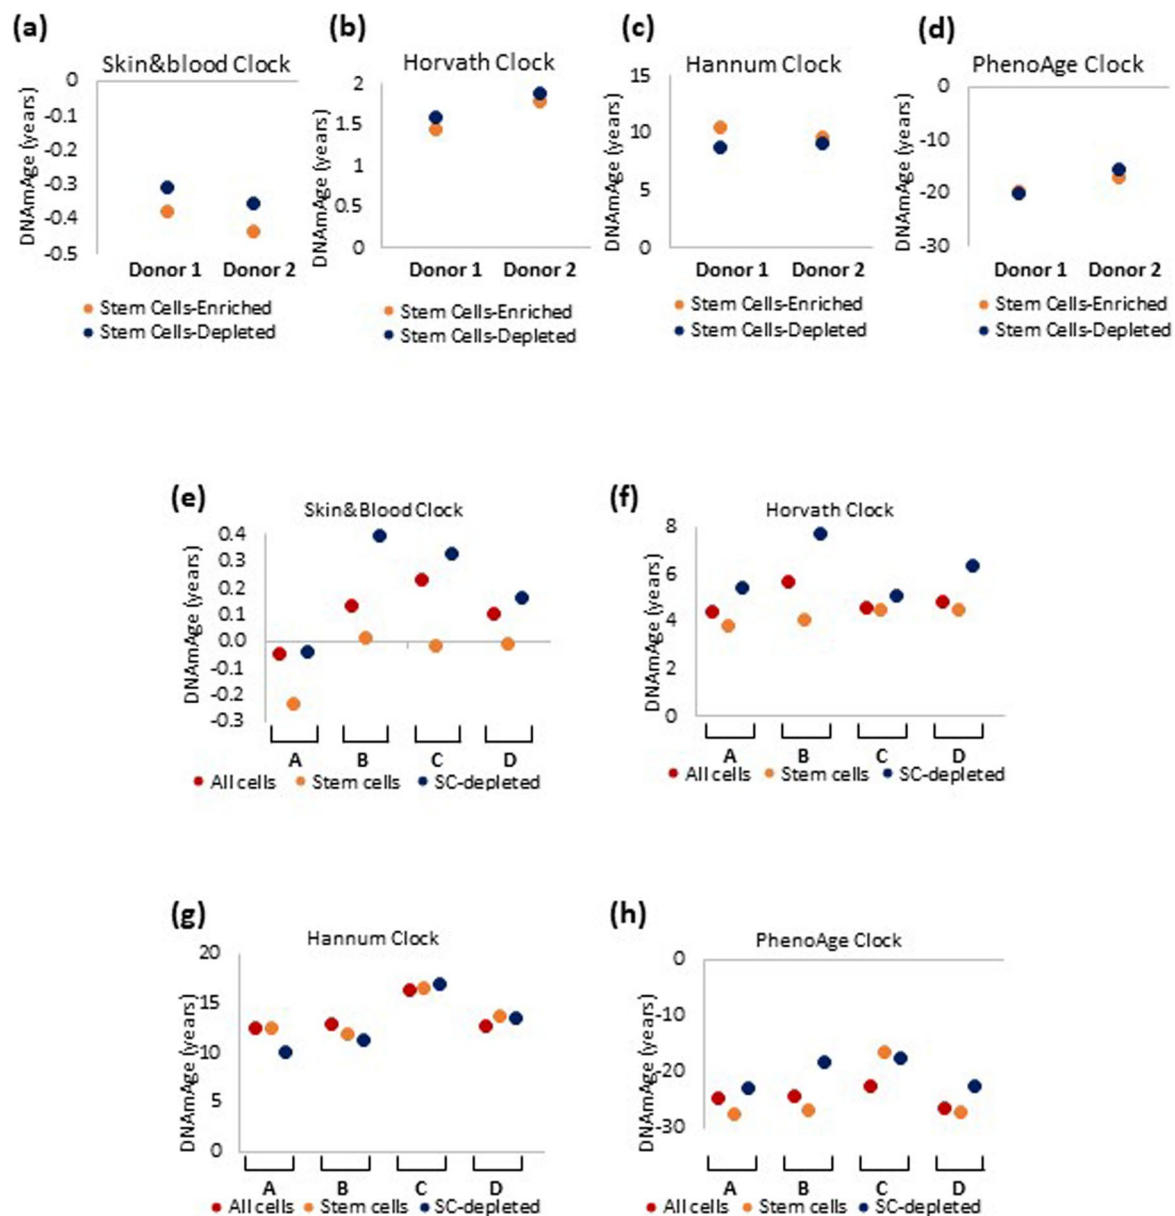 (a)
Skin&blood Clock
DNAmAge (years)
0
-0.1
-0.2
-0.3
-0.4
-0.5
Donor 1 Donor 2
Stem Cells-Enriched
Stem Cells-Depleted
(b)
Horvath Clock
DNAmAge (years)
2
1.5
1
0.5
0
Donor 1 Donor 2
Stem Cells-Enriched
Stem Cells-Depleted
(c)
Hannum Clock
DNAmAge (years)
15
10
5
0
Donor 1 Donor 2
Stem Cells-Enriched
Stem Cells-Depleted
(d)
PhenoAge Clock
DNAmAge (years)
0
-10
-20
-30
Donor 1 Donor 2
Stem Cells-Enriched
Stem Cells-Depleted
(e)
Skin&Blood Clock
DNAmAge (years)
0.4
0.3
0.2
0.1
0.0
-0.1
-0.2
-0.3
A B C D
All cells Stem cells SC-depleted
(f)
Horvath Clock
DNAmAge (years)
8
6
4
2
0
A B C D
All cells Stem cells SC-depleted
(g)
Hannum Clock
DNAmAge (years)
20
15
10
5
0
A B C D
All cells Stem cells SC-depleted
(h)
PhenoAge Clock
DNAmAge (years)
0
-10
-20
-30
A B C D
All cells Stem cells SC-depleted